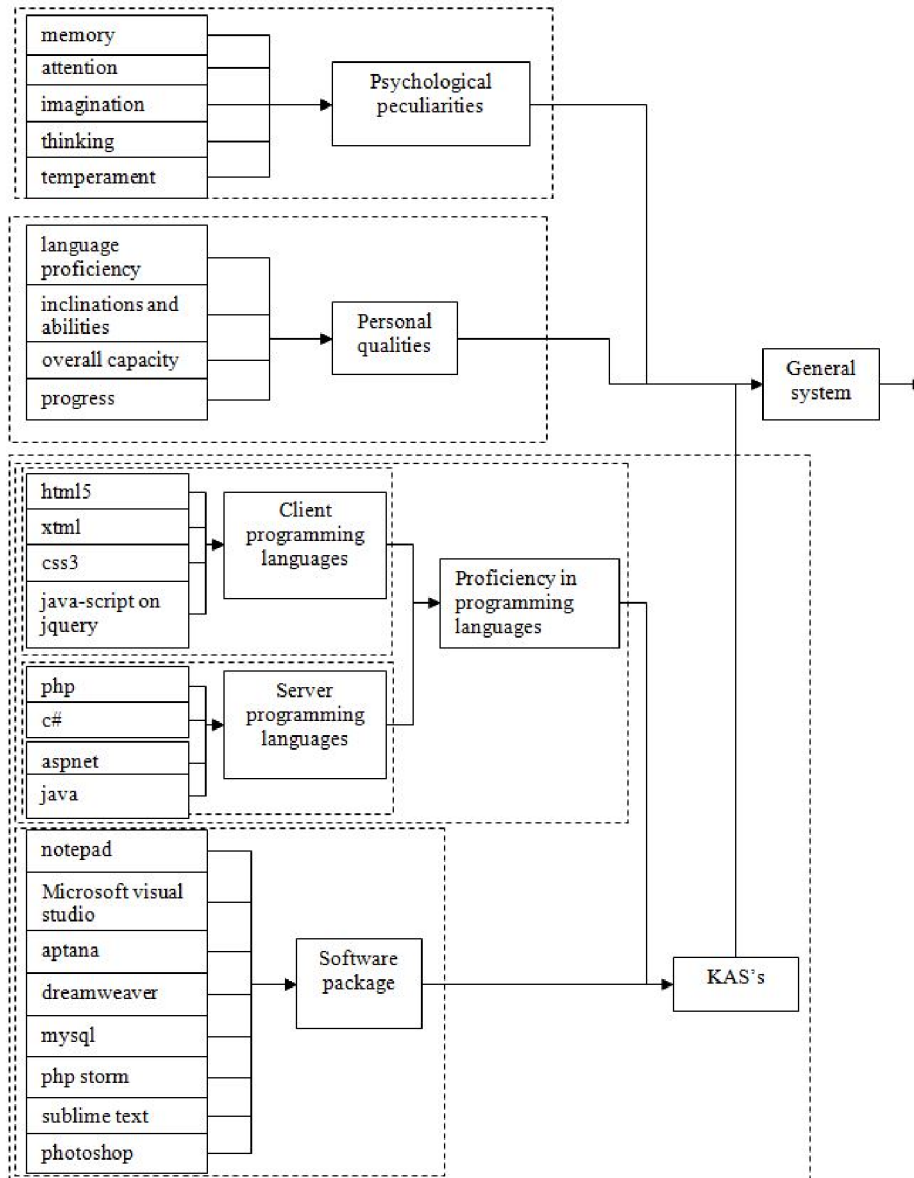 memory
attention
imagination
thinking
temperament
Psychological
peculiarities
language
proficiency
inclinations and
abilities
overall capacity
progress
Personal
qualities
General
system
html5
xtml
css3
java-script on
jquery
Client
programming
languages
Proficiency in
programming
languages
php
c#
aspnet
java
Server
programming
languages
notepad
Microsoft visual
studio
aptana
dreamweaver
mysql
php storm
sublime text
photoshop
Software
package
KAS's